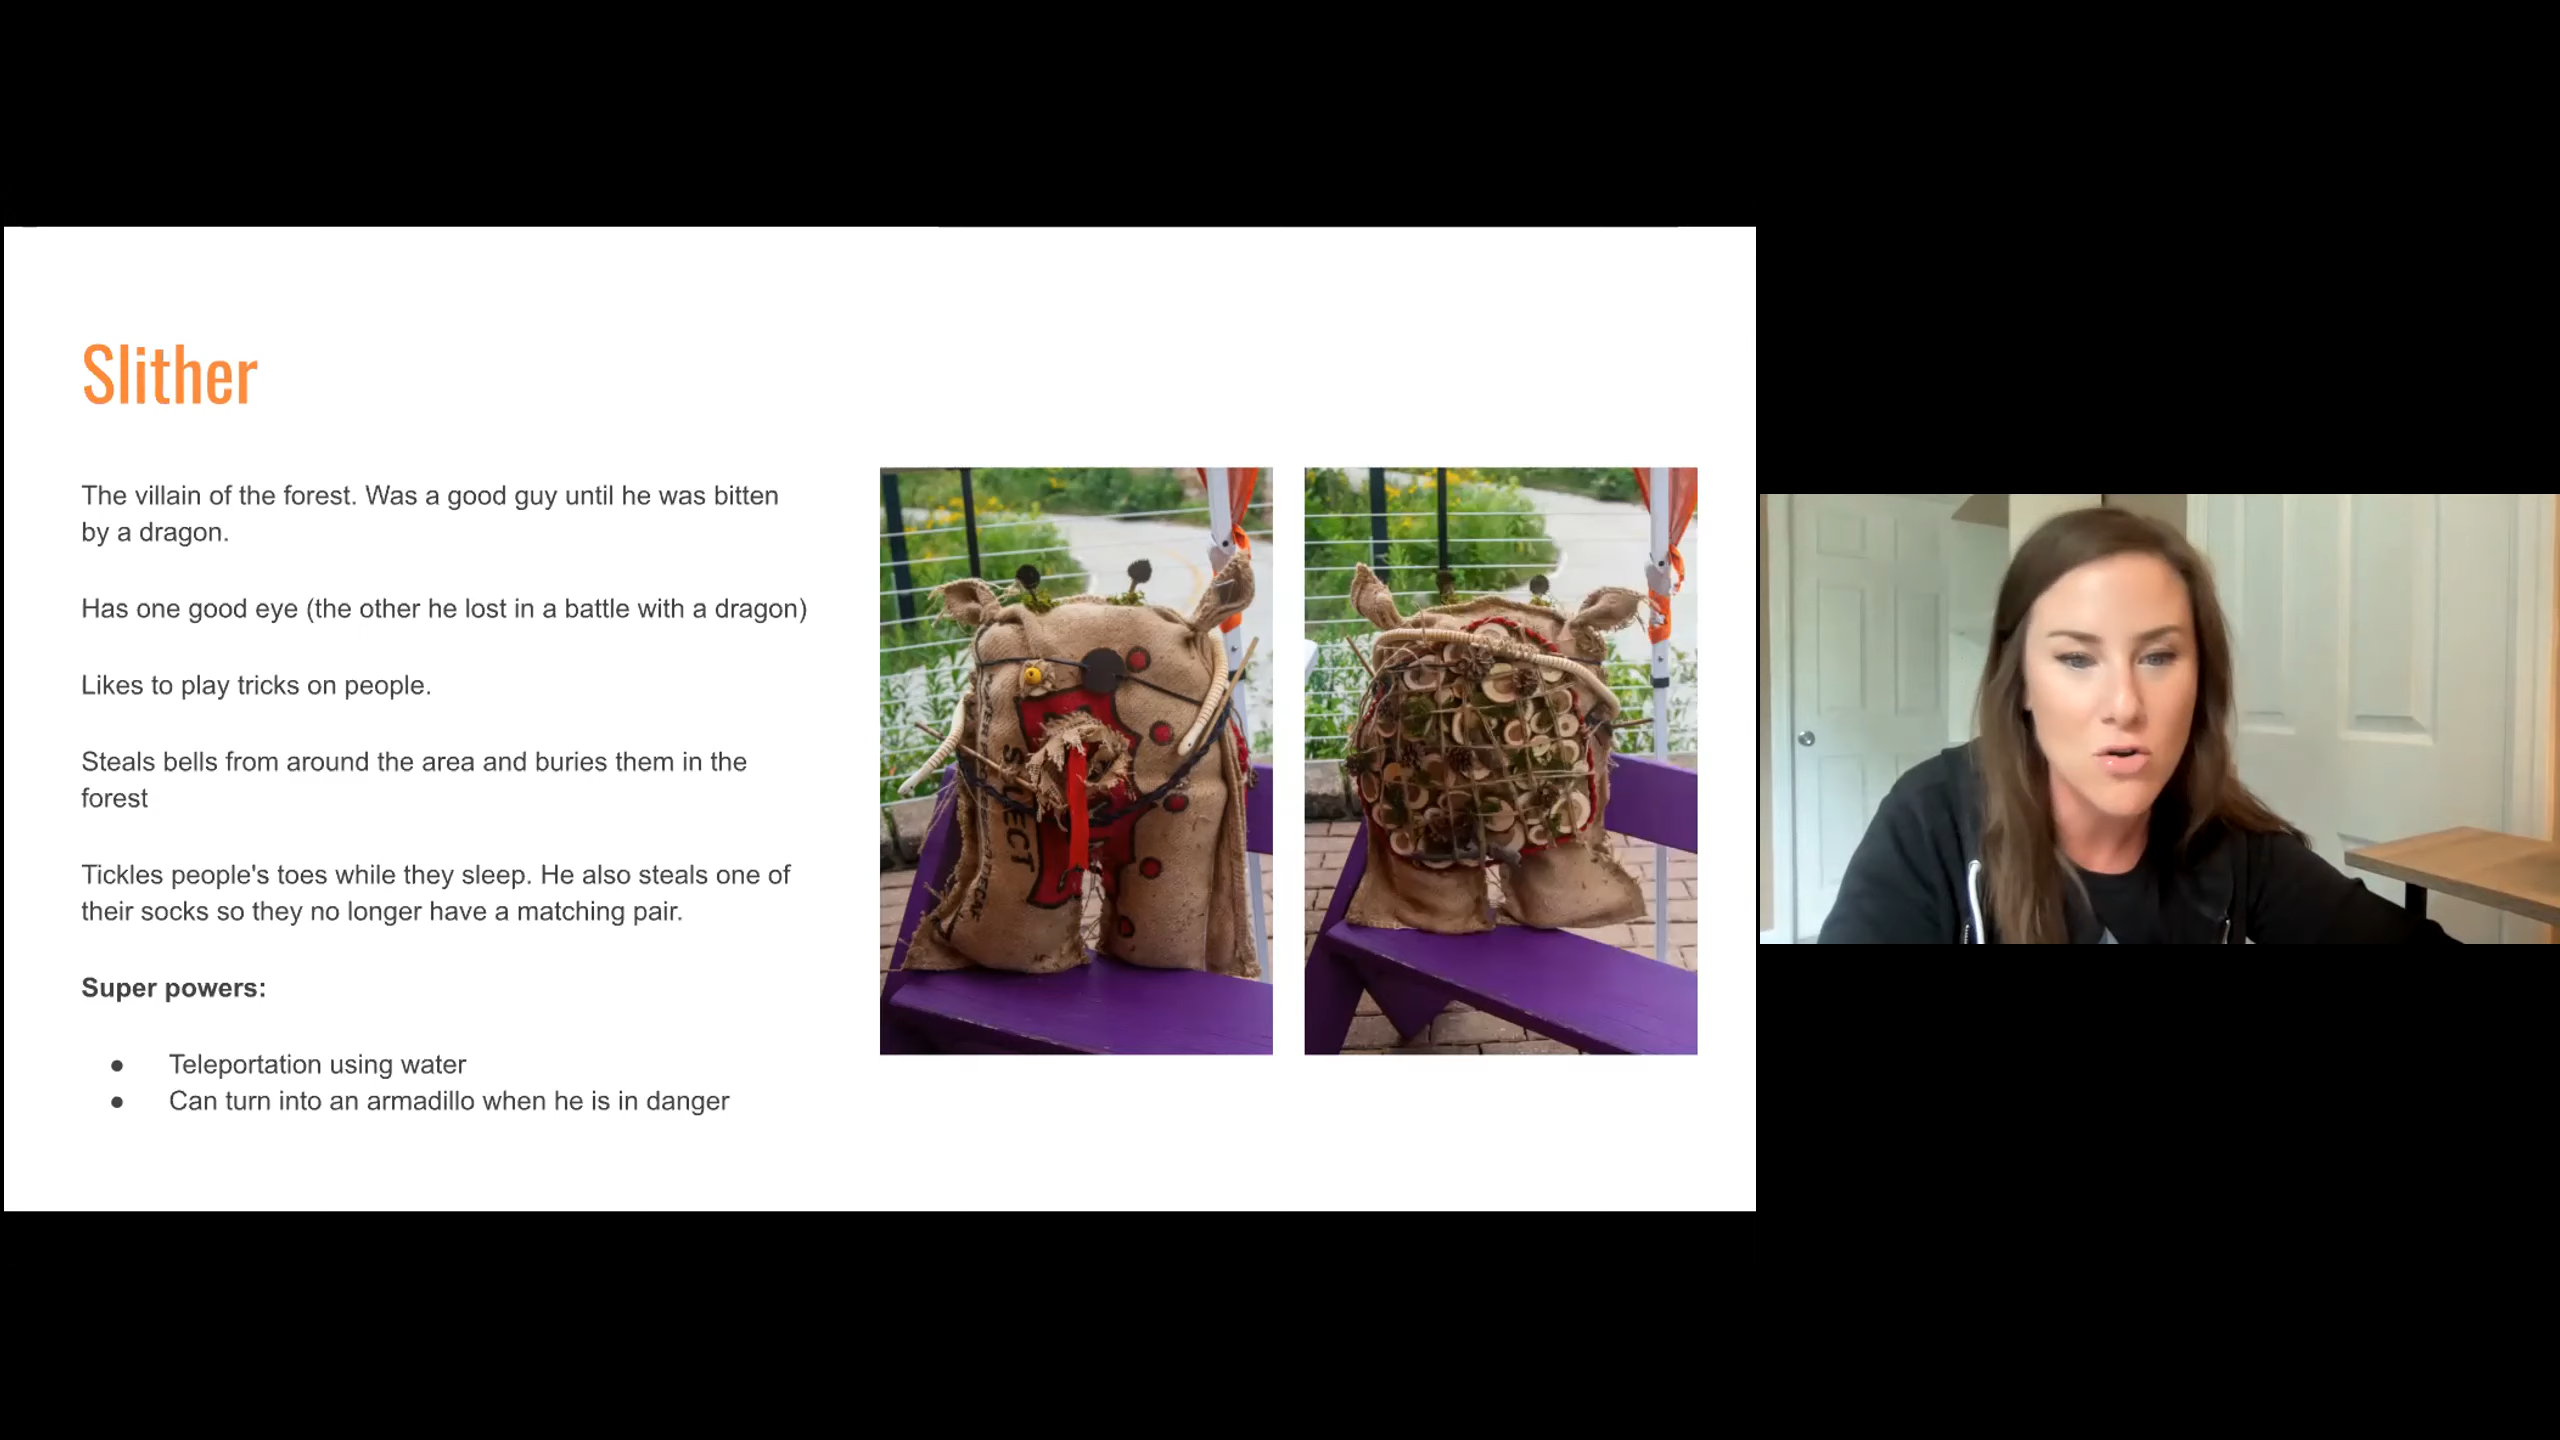 Slither
The villain of the forest. Was a good guy until he was bitten
by a dragon.
Has one good eye (the other he lost in a battle with a dragon)
Likes to play tricks on people.
Steals bells from around the area and buries them in the
forest
Tickles people's toes while they sleep. He also steals one of
their socks so they no longer have a matching pair.
Super powers:
● Teleportation using water
● Can turn into an armadillo when he is in danger